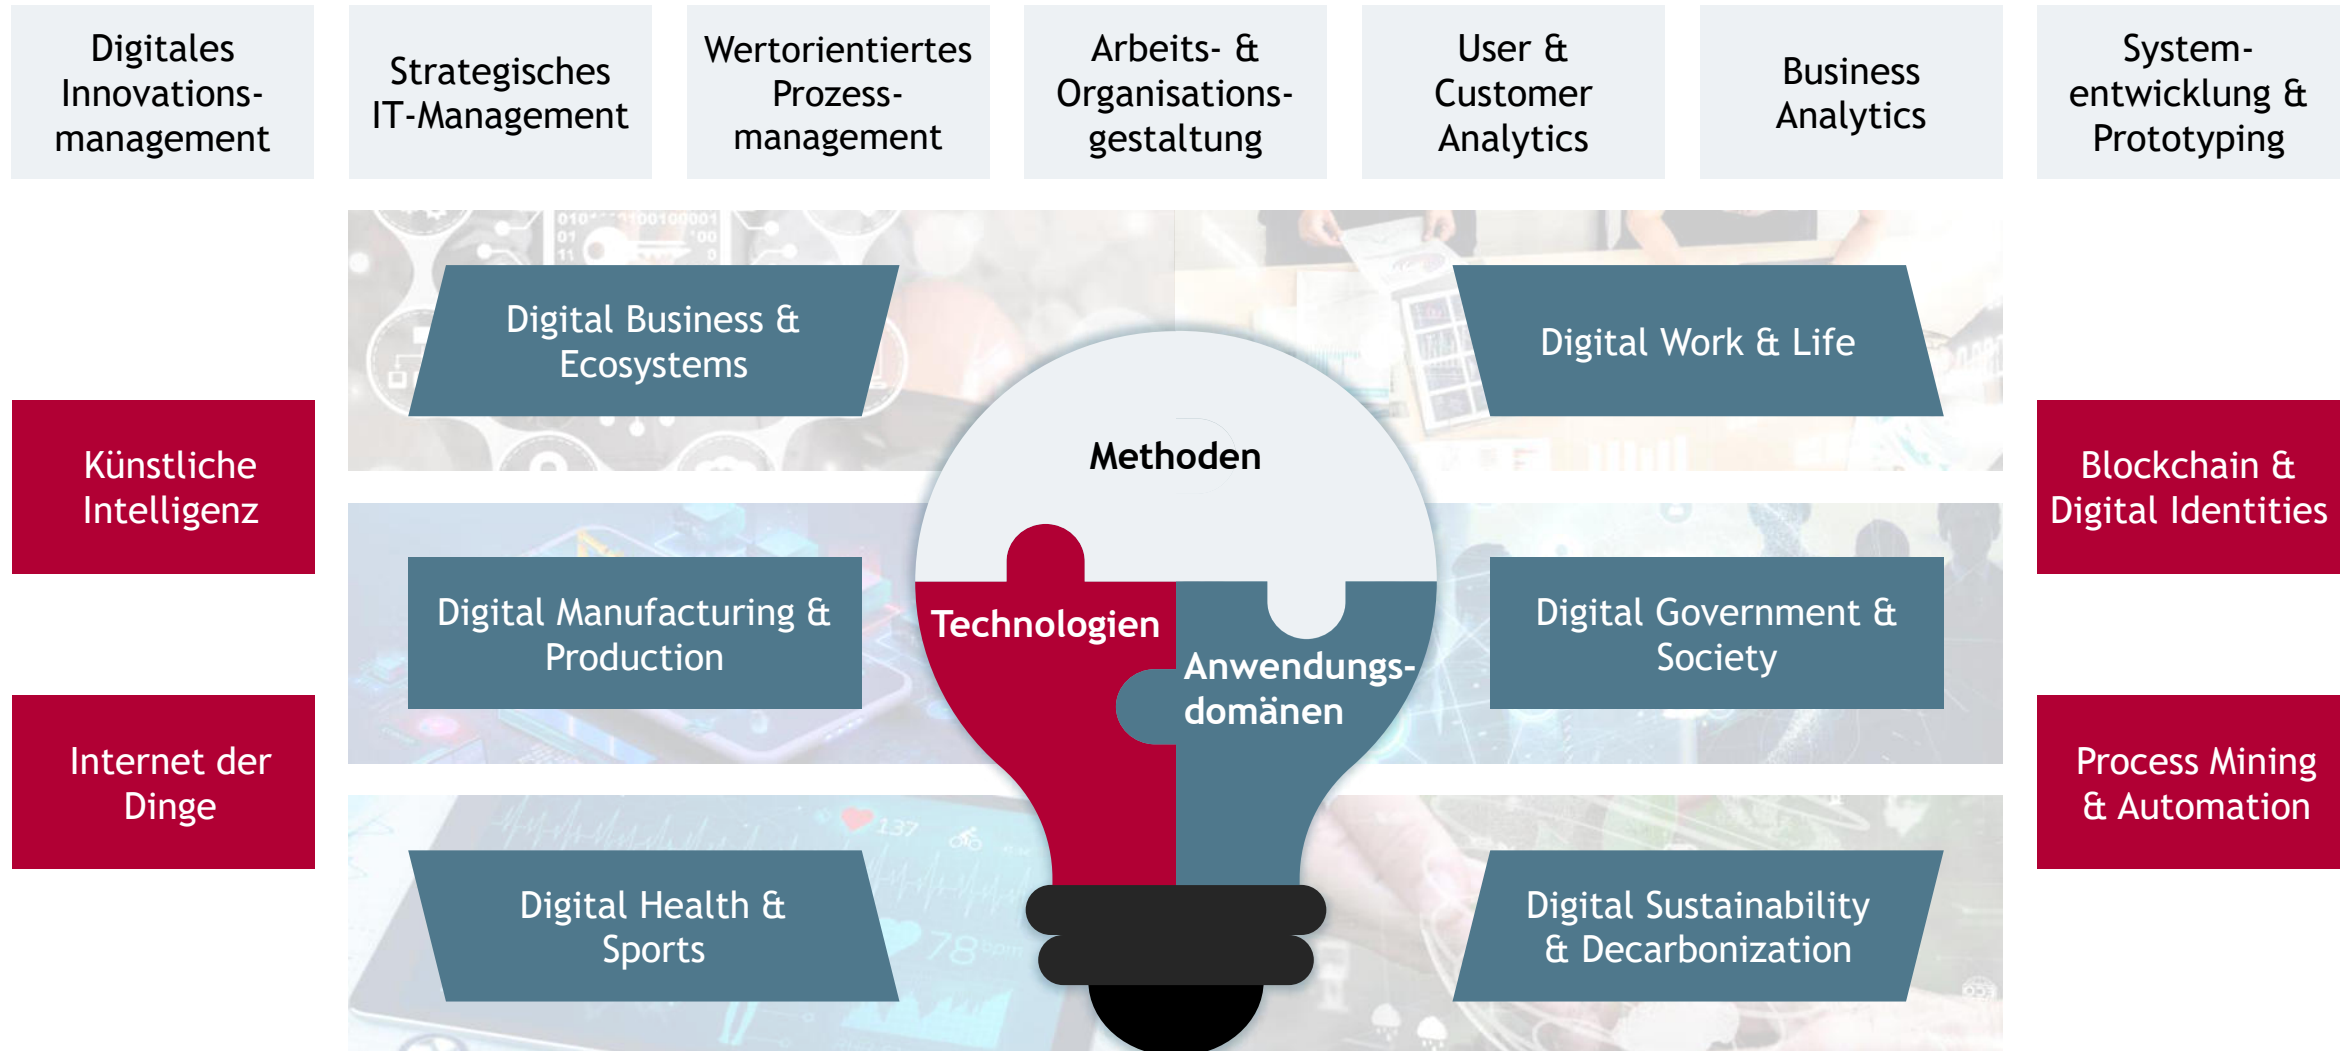 Digitales
Innovations-
management
Strategisches
IT-Management
Wertorientiertes
Prozess-
management
Arbeits- &
Organisations-
gestaltung
User &
Customer
Analytics
Business
Analytics
System-
entwicklung &
Prototyping
Digital Business &
Ecosystems
Digital Work & Life
Methoden
Künstliche
Intelligenz
Blockchain &
Digital Identities
Digital Manufacturing &
Production
Technologien
Anwendungs-
domänen
Digital Government &
Society
Internet der
Dinge
Process Mining
& Automation
137
Digital Health &
Sports
78
Digital Sustainability
& Decarbonization